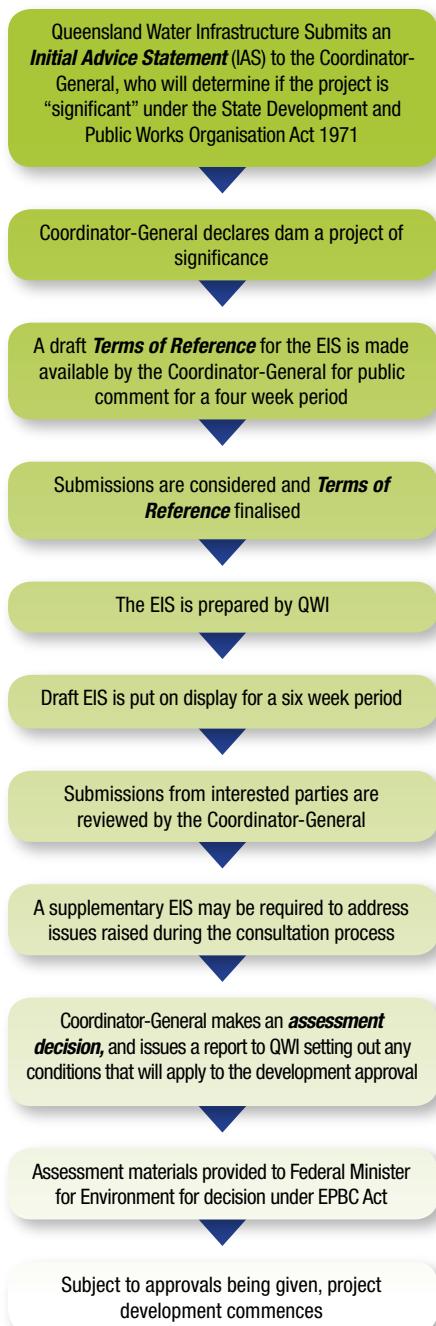 Queensland Water Infrastructure Submits an
Initial Advice Statement (IAS) to the Coordinator-
General, who will determine if the project is
“significant” under the State Development and
Public Works Organisation Act 1971
Coordinator-General declares dam a project of
significance
A draft Terms of Reference for the EIS is made
available by the Coordinator-General for public
comment for a four week period
Submissions are considered and Terms of
Reference finalised
The EIS is prepared by QWI
Draft EIS is put on display for a six week period
Submissions from interested parties are
reviewed by the Coordinator-General
A supplementary EIS may be required to address
issues raised during the consultation process
Coordinator-General makes an assessment
decision, and issues a report to QWI setting out any
conditions that will apply to the development approval
Assessment materials provided to Federal Minister
for Environment for decision under EPBC Act
Subject to approvals being given, project
development commences